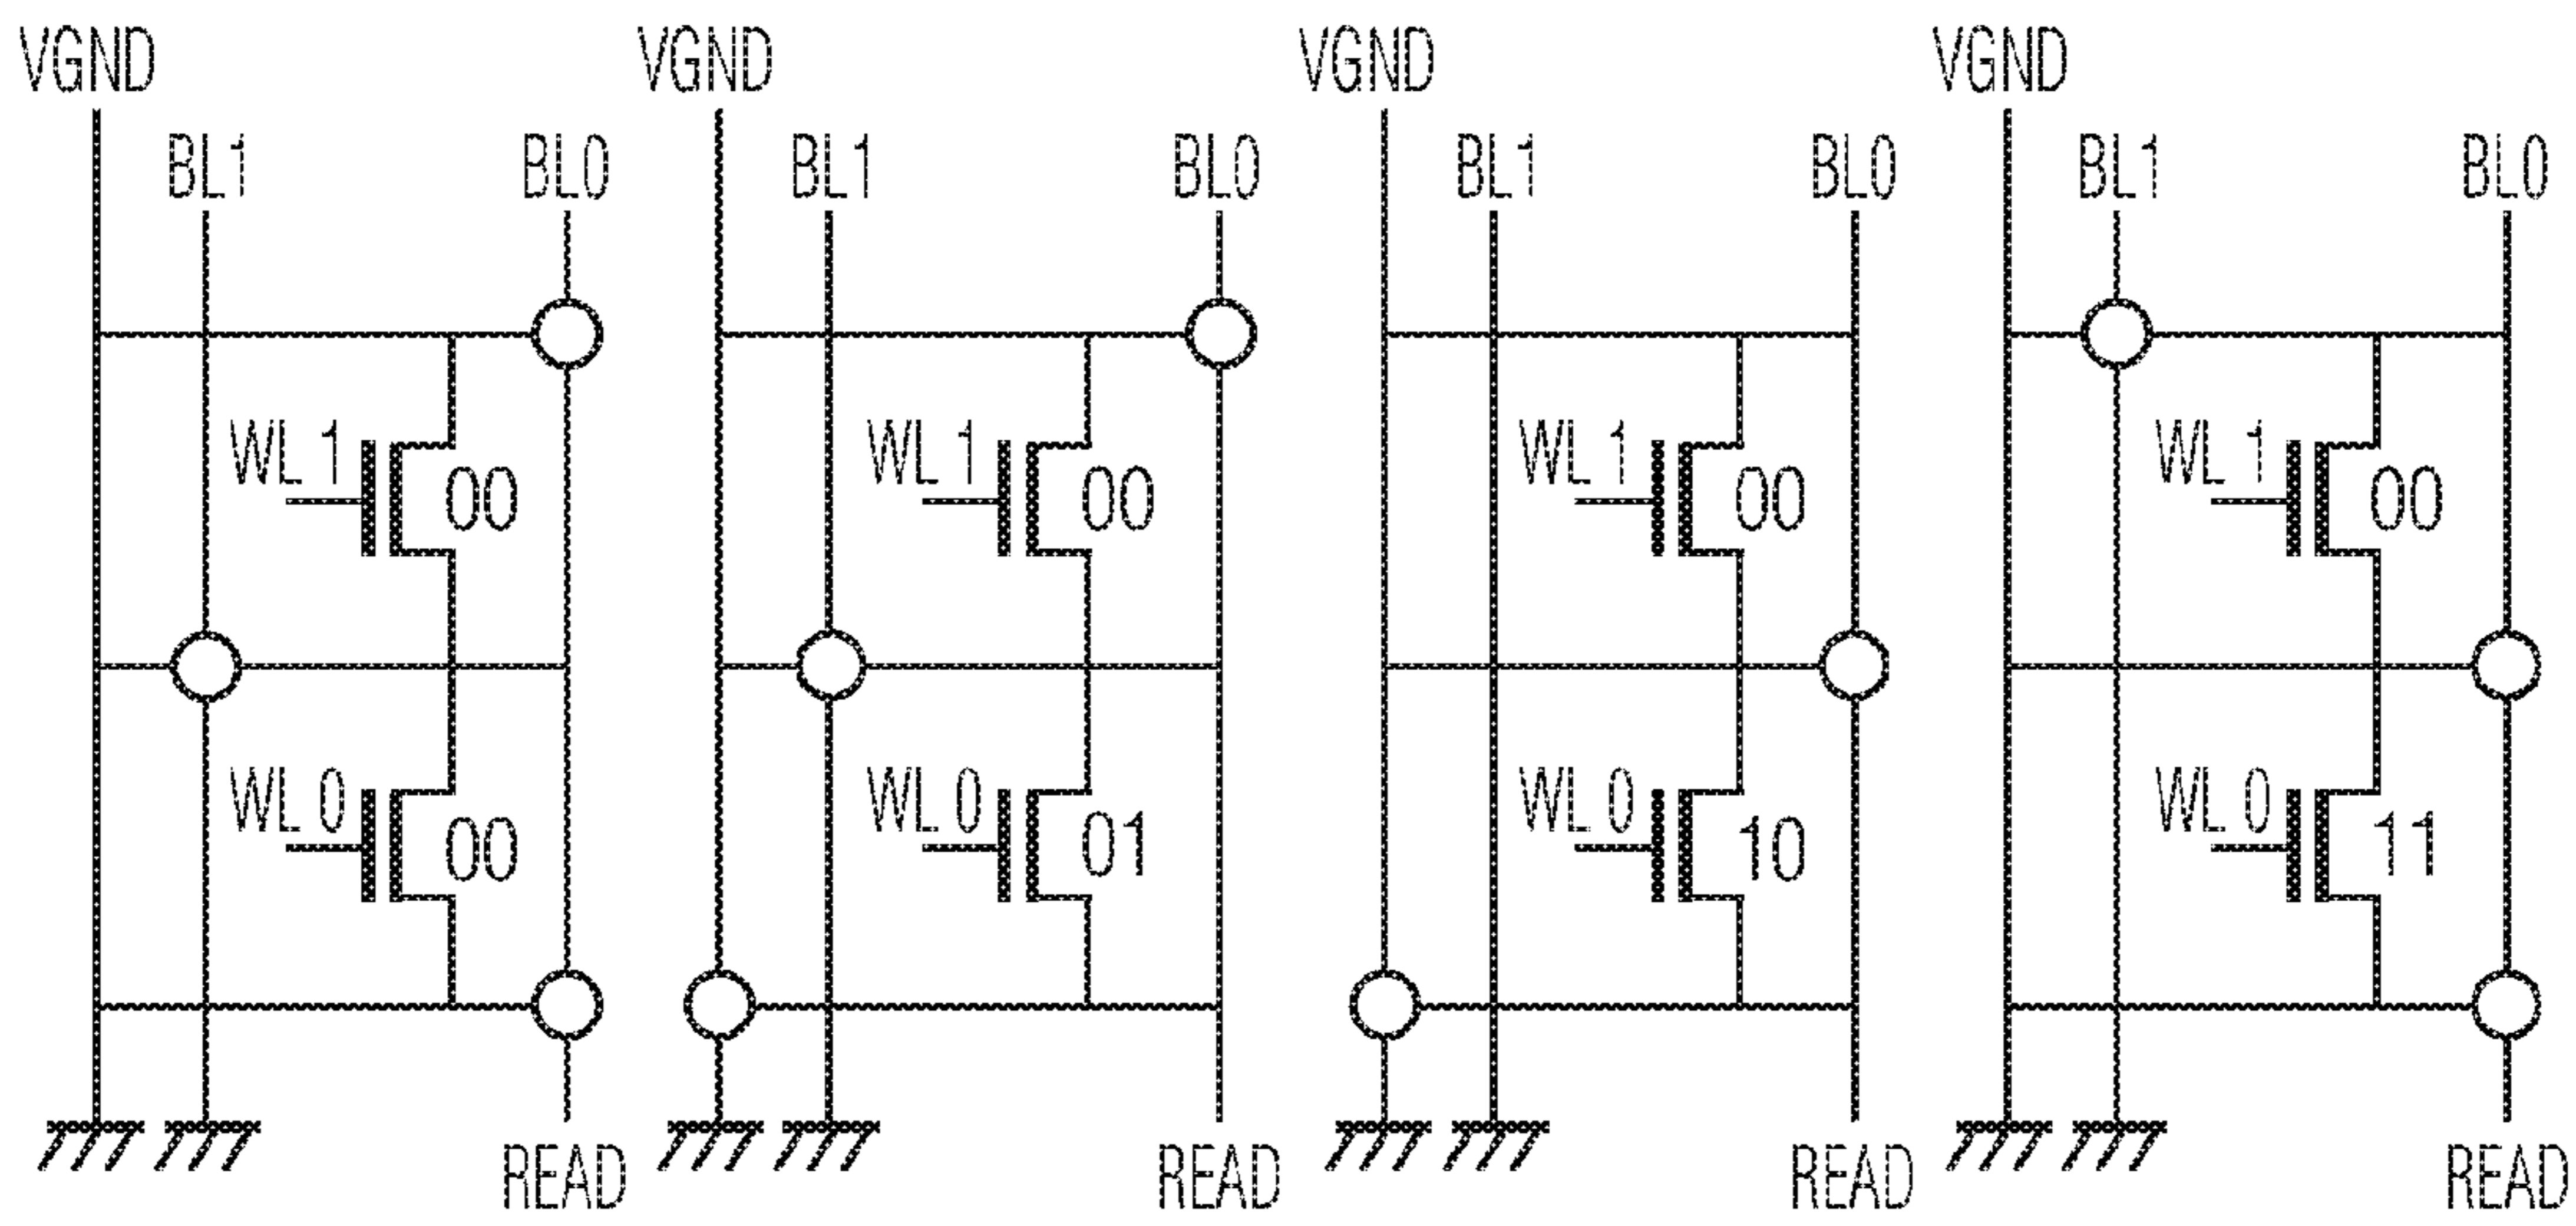 VGND VGND VGND VGND
BL1 BL0 BL1 BL0 BL1 BL0 BL1 BL0
WL 1 00 WL 1 00 WL 1 00 WL 1 00
WL 0 00 WL 0 01 WL 0 10 WL 0 11
READ READ READ READ